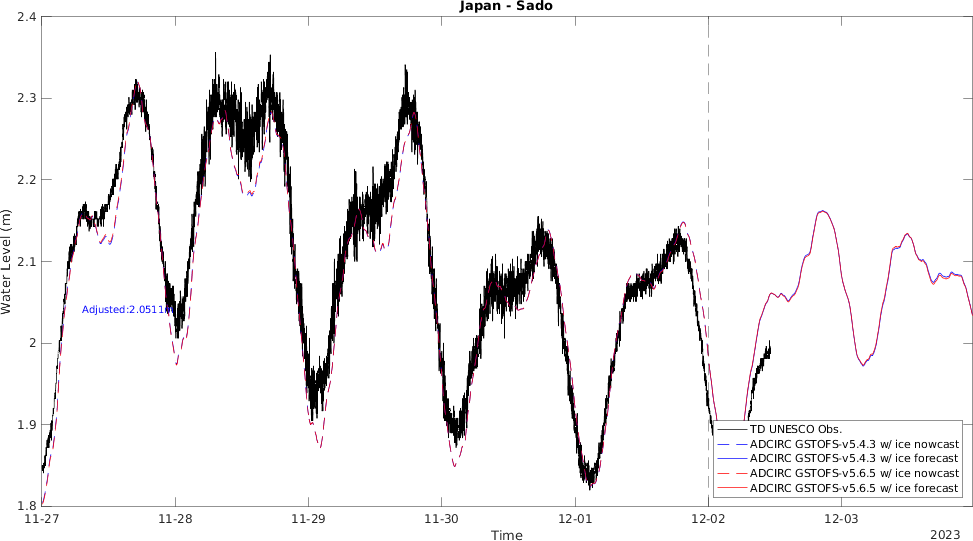 Japan - Sado
Water Level (m)
2.4
2.3
2.2
2.1
2
1.9
1.8
Adjusted:2.0511
TD UNESCO Obs.
ADCIRC GSTOFS-v5.4.3 w/ ice nowcast
ADCIRC GSTOFS-v5.4.3 w/ ice forecast
ADCIRC GSTOFS-v5.6.5 w/ ice nowcast
ADCIRC GSTOFS-v5.6.5 w/ ice forecast
11-27 11-28 11-29 11-30 12-01 12-02 12-03
Time
2023